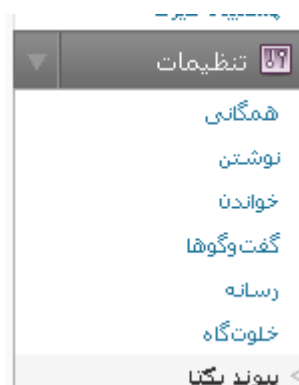 تنظیمات
همگانی
نوشتن
خواندن
گفت‌وگوها
رسانه
خلوت‌گاه
پیوند یکتا